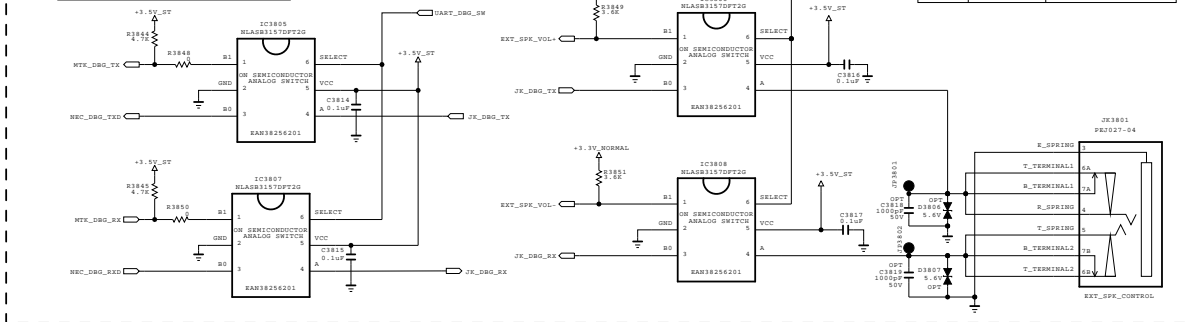 +3.5V_ST
R3844
4.7K
MTK_DBG_TX
R3848
0
IC3805
NLASB3157DFT2G
B1
1
6
SELECT
ON SEMICONDUCTOR
ANALOG SWITCH
GND
2
5
VCC
B0
3
4
A
EAN38256201
NEC_DBG_TXD
UART_DBG_SW
+3.5V_ST
C3814
0.1uF
JK_DBG_TX
+3.5V_ST
R3845
4.7K
MTK_DBG_RX
R3850
0
IC3807
NLASB3157DFT2G
B1
1
6
SELECT
ON SEMICONDUCTOR
ANALOG SWITCH
GND
2
5
VCC
B0
3
4
A
EAN38256201
NEC_DBG_RXD
C3815
0.1uF
JK_DBG_RX
R3849
3.6K
EXT_SPK_VOL+
NLASB3157DFT2G
B1
1
6
SELECT
ON SEMICONDUCTOR
ANALOG SWITCH
GND
2
5
VCC
B0
3
4
A
EAN38256201
JK_DBG_TX
+3.5V_ST
C3816
0.1uF
+3.3V_NORMAL
R3851
3.6K
EXT_SPK_VOL-
IC3808
NLASB3157DFT2G
B1
1
6
SELECT
ON SEMICONDUCTOR
ANALOG SWITCH
GND
2
5
VCC
B0
3
4
A
EAN38256201
JK_DBG_RX
+3.5V_ST
C3817
0.1uF
JP3801
OPT
C3818
1000pF
50V
OPT
D3806
5.6V
JP3802
OPT
C3819
1000pF
50V
D3807
5.6V
OPT
JK3801
PEJ027-04
E_SPRING
3
T_TERMINAL1
6A
B_TERMINAL1
7A
R_SPRING
4
T_SPRING
5
B_TERMINAL2
7B
T_TERMINAL2
6B
EXT_SPK_CONTROL